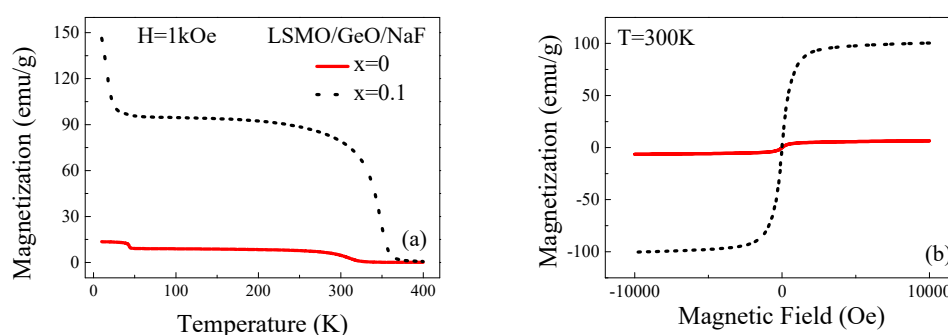 H=1kOe LSMO/GeO/NaF
x=0
x=0.1
150
120
90
60
30
0
Magnetization (emu/g)
(a)
0 100 200 300 400
Temperature (K)
T=300K
100
50
0
-50
-100
Magnetization (emu/g)
(b)
-10000 0 10000
Magnetic Field (Oe)